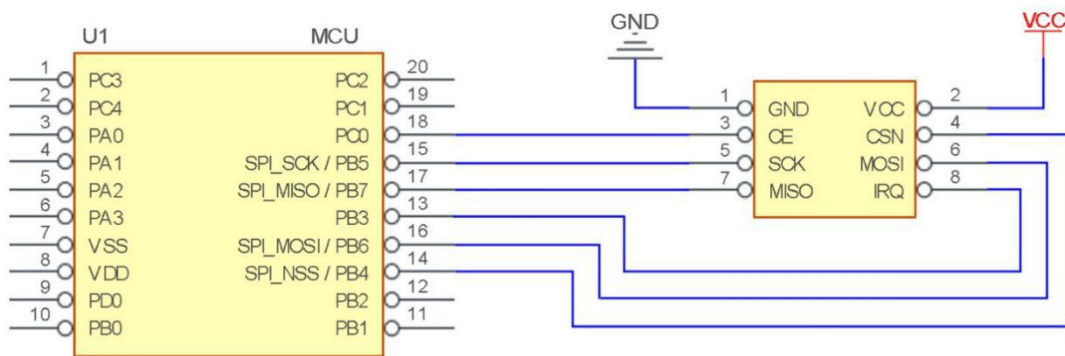 U1 MCU
GND
VCC
1 PC3 PC2 20
2 PC4 PC1 19
3 PA0 PC0 18
4 PA1 SPI_SCK / PB5 15
5 PA2 SPI_MISO / PB7 17
6 PA3 PB3 13
7 VSS SPI_MOSI / PB6 16
8 VDD SPI_NSS / PB4 14
9 PD0 PB2 12
10 PB0 PB1 11
1 GND VCC 2
3 CE CSN 4
5 SCK MOSI 6
7 MISO IRQ 8